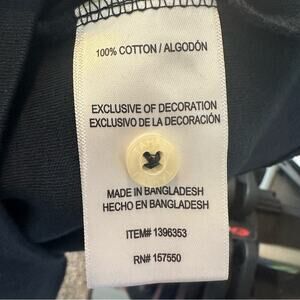 100% COTTON / ALGODÓN
EXCLUSIVE OF DECORATION
EXCLUSIVO DE LA DECORACIÓN
MADE IN BANGLADESH
HECHO EN BANGLADESH
ITEM# 1396353
RN# 157550